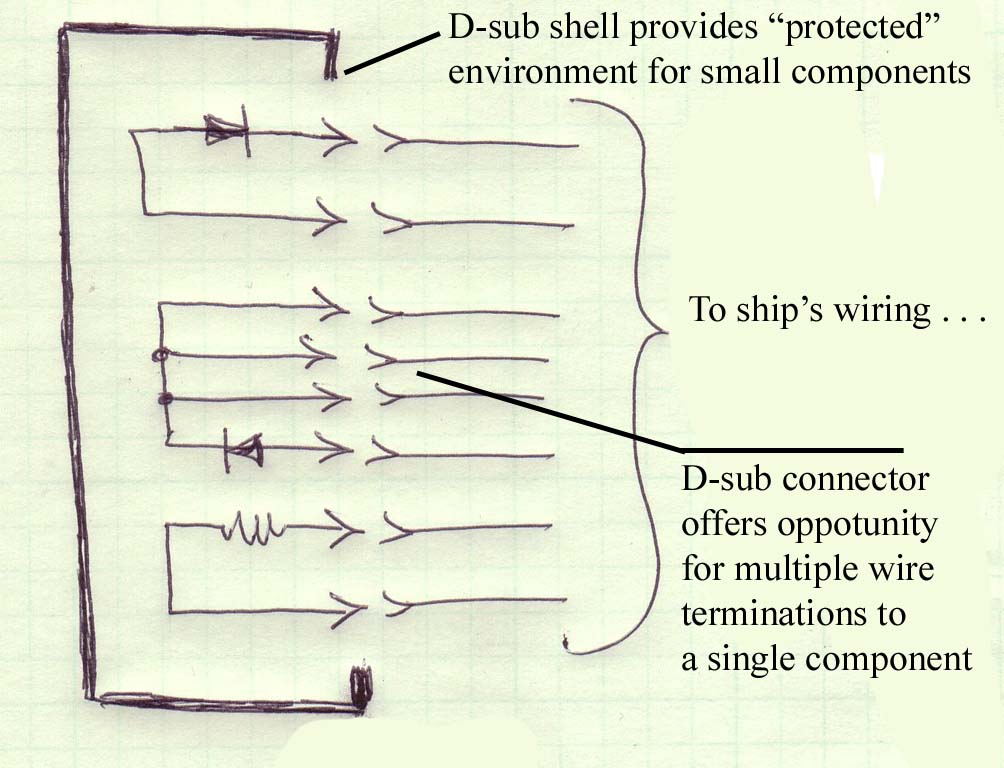 D-sub shell provides “protected”
environment for small components
To ship’s wiring . . .
D-sub connector
offers oppotunity
for multiple wire
terminations to
a single component